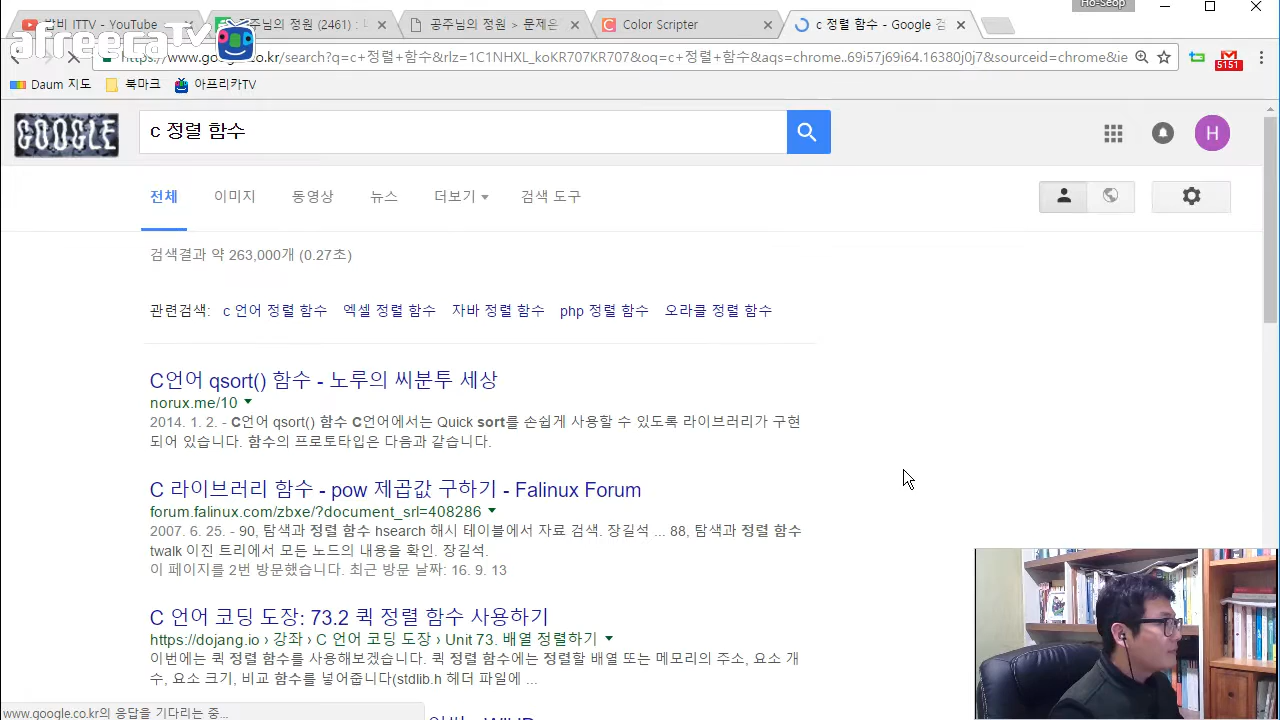 Ho-Seop
밥비 ITTV - YouTube
공주님의 정원 (2461) :
공주님의 정원 > 문제은
Color Scripter
c 정렬 함수 - Google 검
afreecaTV
https://www.google.co.kr/search?q=c+정렬+함수&rlz=1C1NHXL_koKR707KR707&oq=c+정렬+함수&aqs=chrome..69i57j69i64.16380j0j7&sourceid=chrome&ie
5151
Daum 지도
북마크
아프리카TV
GOOGLE
c 정렬 함수
H
전체
이미지
동영상
뉴스
더보기
검색 도구
검색결과 약 263,000개 (0.27초)
관련검색: c 언어 정렬 함수 엑셀 정렬 함수 자바 정렬 함수 php 정렬 함수 오라클 정렬 함수
C언어 qsort() 함수 - 노루의 씨분투 세상
norux.me/10
2014. 1. 2. - C언어 qsort() 함수 C언어에서는 Quick sort를 손쉽게 사용할 수 있도록 라이브러리가 구현
되어 있습니다. 함수의 프로토타입은 다음과 같습니다.
C 라이브러리 함수 - pow 제곱값 구하기 - Falinux Forum
forum.falinux.com/zbxe/?document_srl=408286
2007. 6. 25. - 90, 탐색과 정렬 함수 hsearch 해시 테이블에서 자료 검색. 장길석 ... 88, 탐색과 정렬 함수
twalk 이진 트리에서 모든 노드의 내용을 확인. 장길석.
이 페이지를 2번 방문했습니다. 최근 방문 날짜: 16. 9. 13
C 언어 코딩 도장: 73.2 퀵 정렬 함수 사용하기
https://dojang.io › 강좌 › C 언어 코딩 도장 › Unit 73. 배열 정렬하기
이번에는 퀵 정렬 함수를 사용해보겠습니다. 퀵 정렬 함수에는 정렬할 배열 또는 메모리의 주소, 요소 개
수, 요소 크기, 비교 함수를 넣어줍니다(stdlib.h 헤더 파일에 ...
www.google.co.kr의 응답을 기다리는 중...